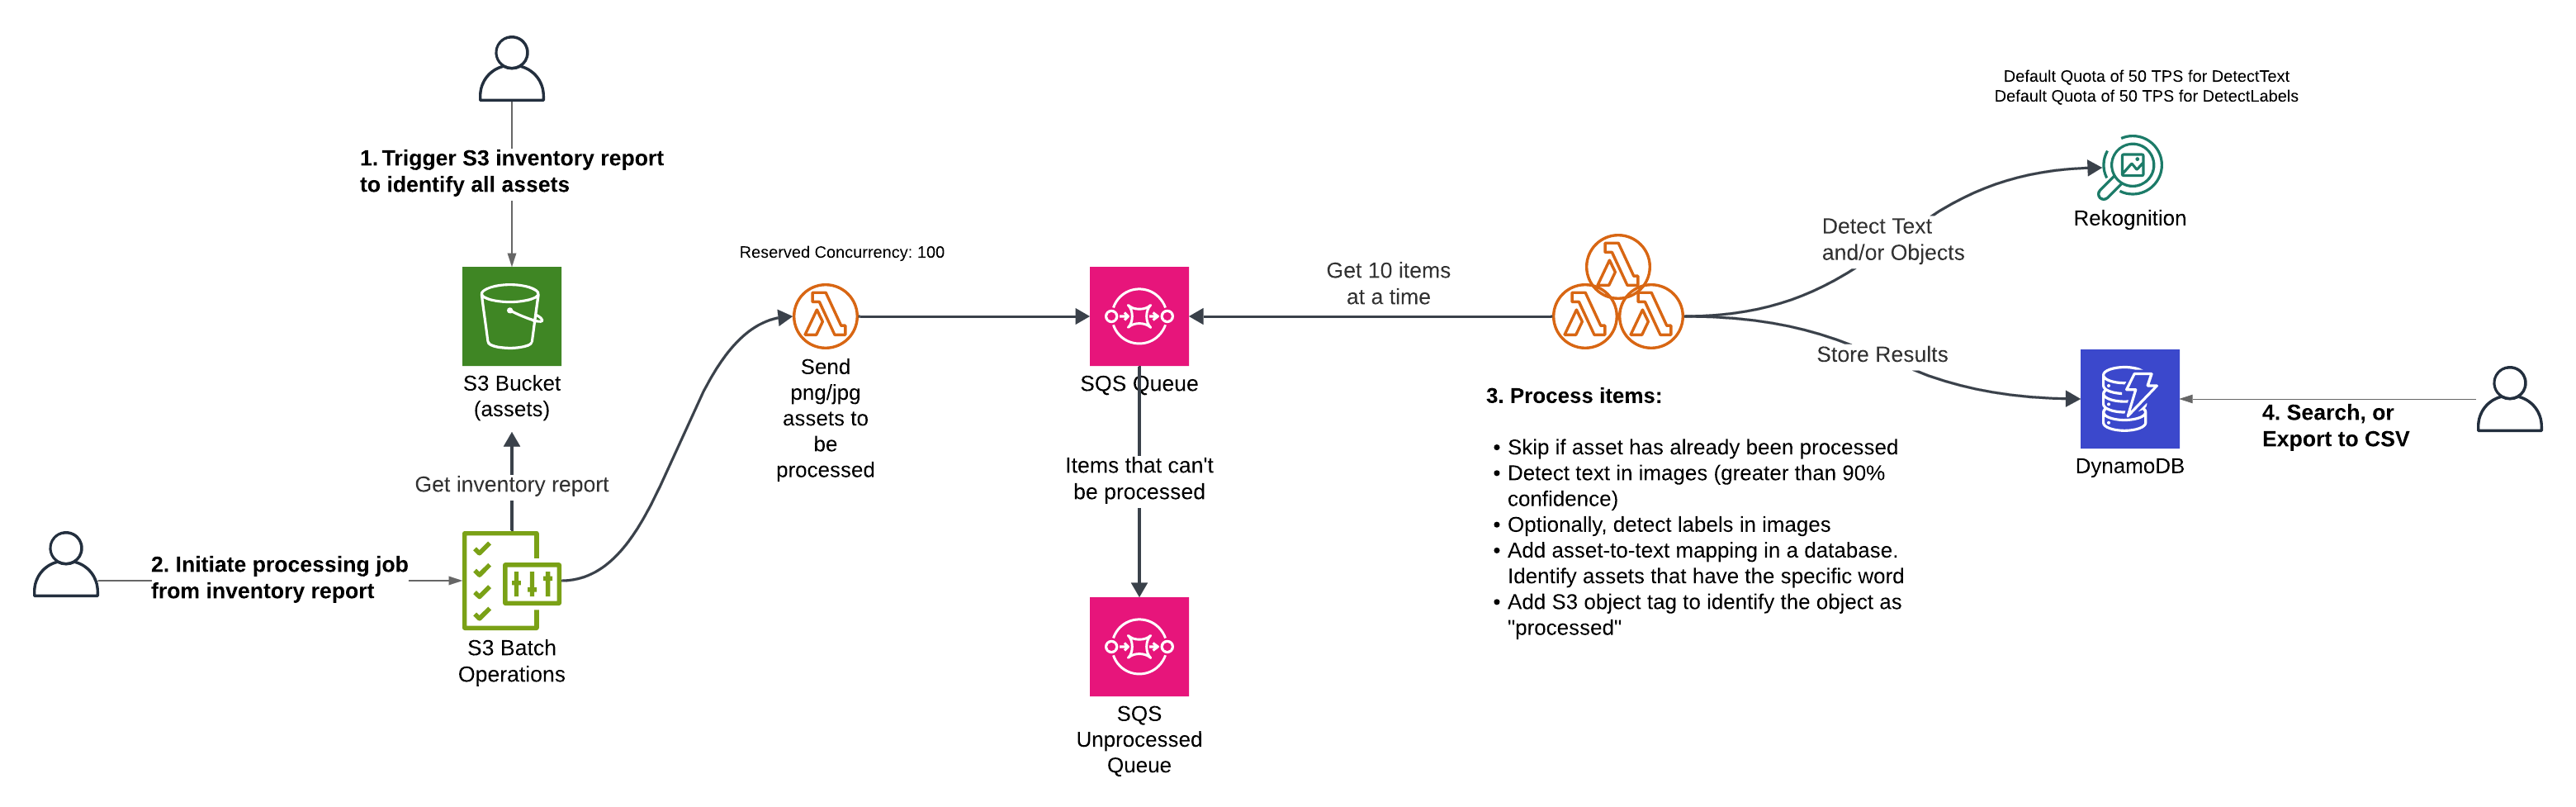 1. Trigger S3 inventory report
to identify all assets
S3 Bucket
(assets)
Get inventory report
2. Initiate processing job
from inventory report
S3 Batch
Operations
Reserved Concurrency: 100
Send
png/jpg
assets to
be
processed
SQS Queue
Items that can't
be processed
SQS
Unprocessed
Queue
Get 10 items
at a time
3. Process items:
• Skip if asset has already been processed
• Detect text in images (greater than 90%
confidence)
• Optionally, detect labels in images
• Add asset-to-text mapping in a database.
Identify assets that have the specific word
• Add S3 object tag to identify the object as
"processed"
Detect Text
and/or Objects
Store Results
Default Quota of 50 TPS for DetectText
Default Quota of 50 TPS for DetectLabels
Rekognition
DynamoDB
4. Search, or
Export to CSV